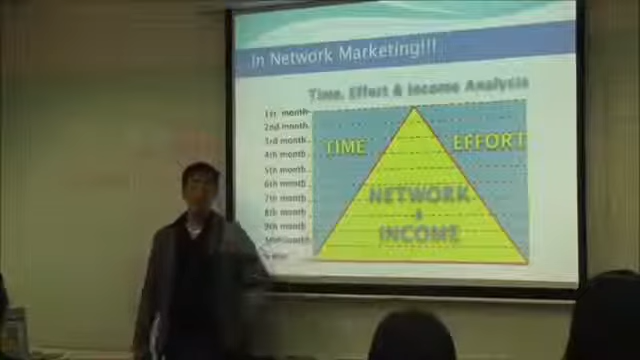 in Network Marketing!!!
Time, Effort & Income Analysis
1st month
2nd month
3rd month
4th month
5th month
6th month
7th month
8th month
9th month
TIME
EFFORT
NETWORK
&
INCOME